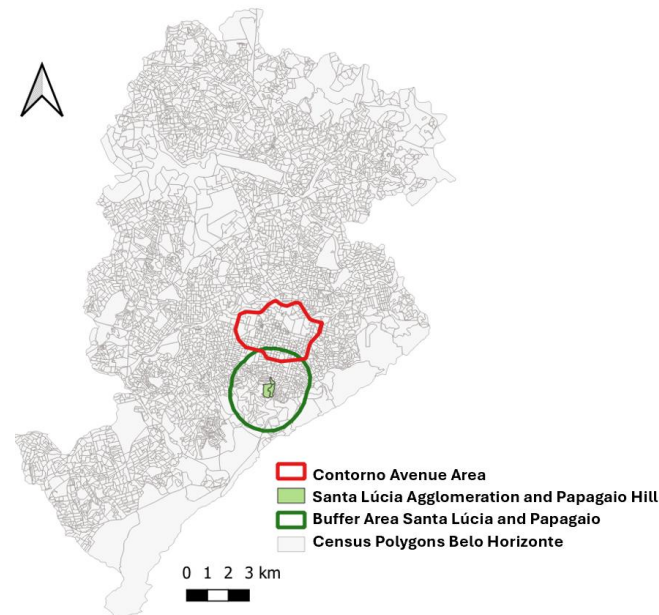 Contorno Avenue Area
Santa Lúcia Agglomeration and Papagaio Hill
Buffer Area Santa Lúcia and Papagaio
Census Polygons Belo Horizonte
0 1 2 3 km